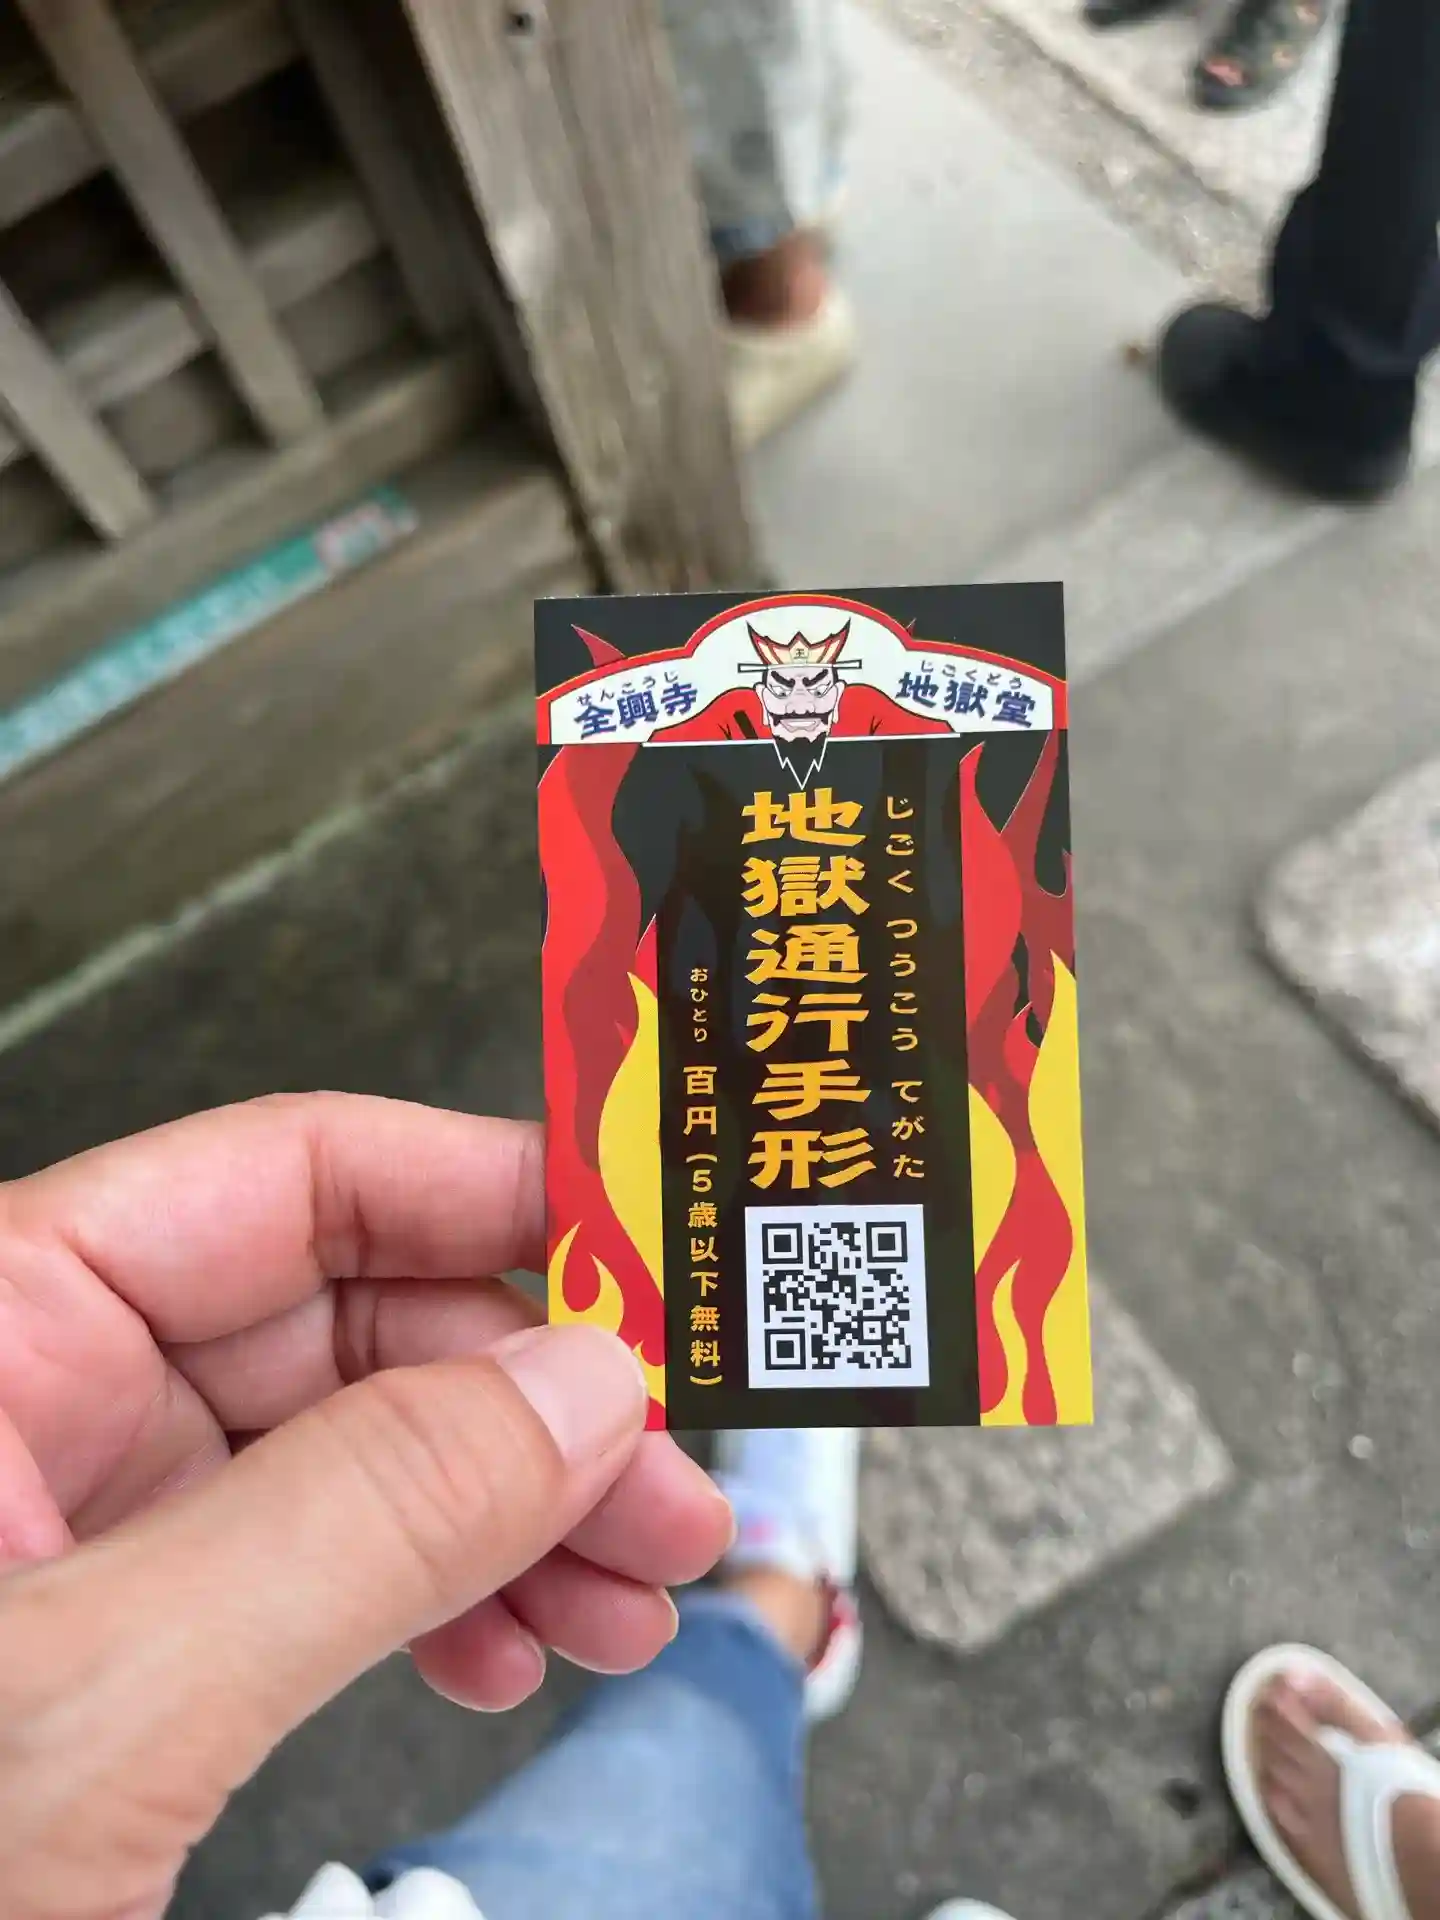 せんこうじ
全興寺
じごくどう
地獄堂
王
じごくつうこうてがた
地獄通行手形
おひとり
百円(5歳以下無料)